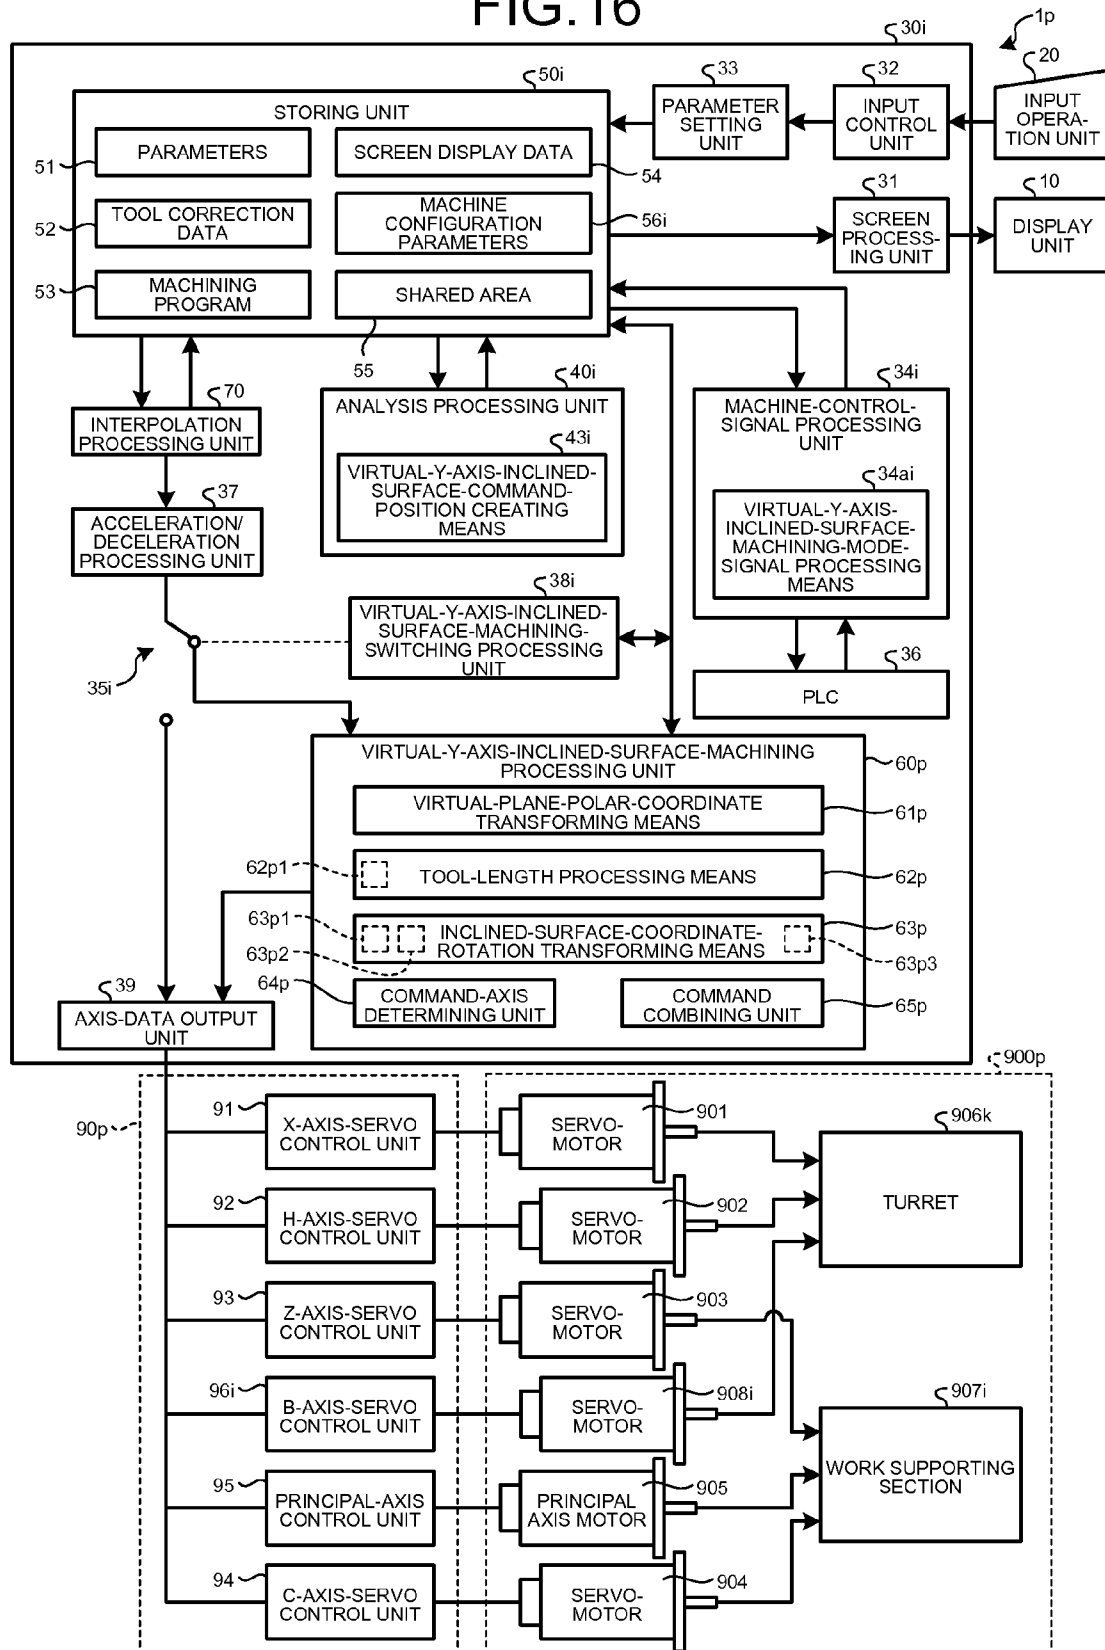 FIG.16
1p
30i
20
50i
33
32
STORING UNIT
PARAMETER
SETTING
UNIT
INPUT
CONTROL
UNIT
INPUT
OPERA-
TION UNIT
51
PARAMETERS
SCREEN DISPLAY DATA
54
31
10
52
TOOL CORRECTION
DATA
MACHINE
CONFIGURATION
PARAMETERS
56i
SCREEN
PROCESS-
ING UNIT
DISPLAY
UNIT
53
MACHINING
PROGRAM
SHARED AREA
55
70
40i
34i
INTERPOLATION
PROCESSING UNIT
ANALYSIS PROCESSING UNIT
43i
VIRTUAL-Y-AXIS-INCLINED-
SURFACE-COMMAND-
POSITION CREATING
MEANS
MACHINE-CONTROL-
SIGNAL PROCESSING
UNIT
34ai
VIRTUAL-Y-AXIS-
INCLINED-SURFACE-
MACHINING-MODE-
SIGNAL PROCESSING
MEANS
37
ACCELERATION/
DECELERATION
PROCESSING UNIT
38i
VIRTUAL-Y-AXIS-INCLINED-
SURFACE-MACHINING-
SWITCHING PROCESSING
UNIT
35i
36
PLC
VIRTUAL-Y-AXIS-INCLINED-SURFACE-MACHINING
PROCESSING UNIT
60p
VIRTUAL-PLANE-POLAR-COORDINATE
TRANSFORMING MEANS
61p
62p1
TOOL-LENGTH PROCESSING MEANS
62p
63p1
63p2
INCLINED-SURFACE-COORDINATE-
ROTATION TRANSFORMING MEANS
63p
63p3
64p
COMMAND-AXIS
DETERMINING UNIT
COMMAND
COMBINING UNIT
65p
39
AXIS-DATA OUTPUT
UNIT
900p
90p
91
X-AXIS-SERVO
CONTROL UNIT
SERVO-
MOTOR
901
906k
TURRET
92
H-AXIS-SERVO
CONTROL UNIT
SERVO-
MOTOR
902
93
Z-AXIS-SERVO
CONTROL UNIT
SERVO-
MOTOR
903
96i
B-AXIS-SERVO
CONTROL UNIT
SERVO-
MOTOR
908i
907i
WORK SUPPORTING
SECTION
95
PRINCIPAL-AXIS
CONTROL UNIT
PRINCIPAL
AXIS MOTOR
905
94
C-AXIS-SERVO
CONTROL UNIT
SERVO-
MOTOR
904